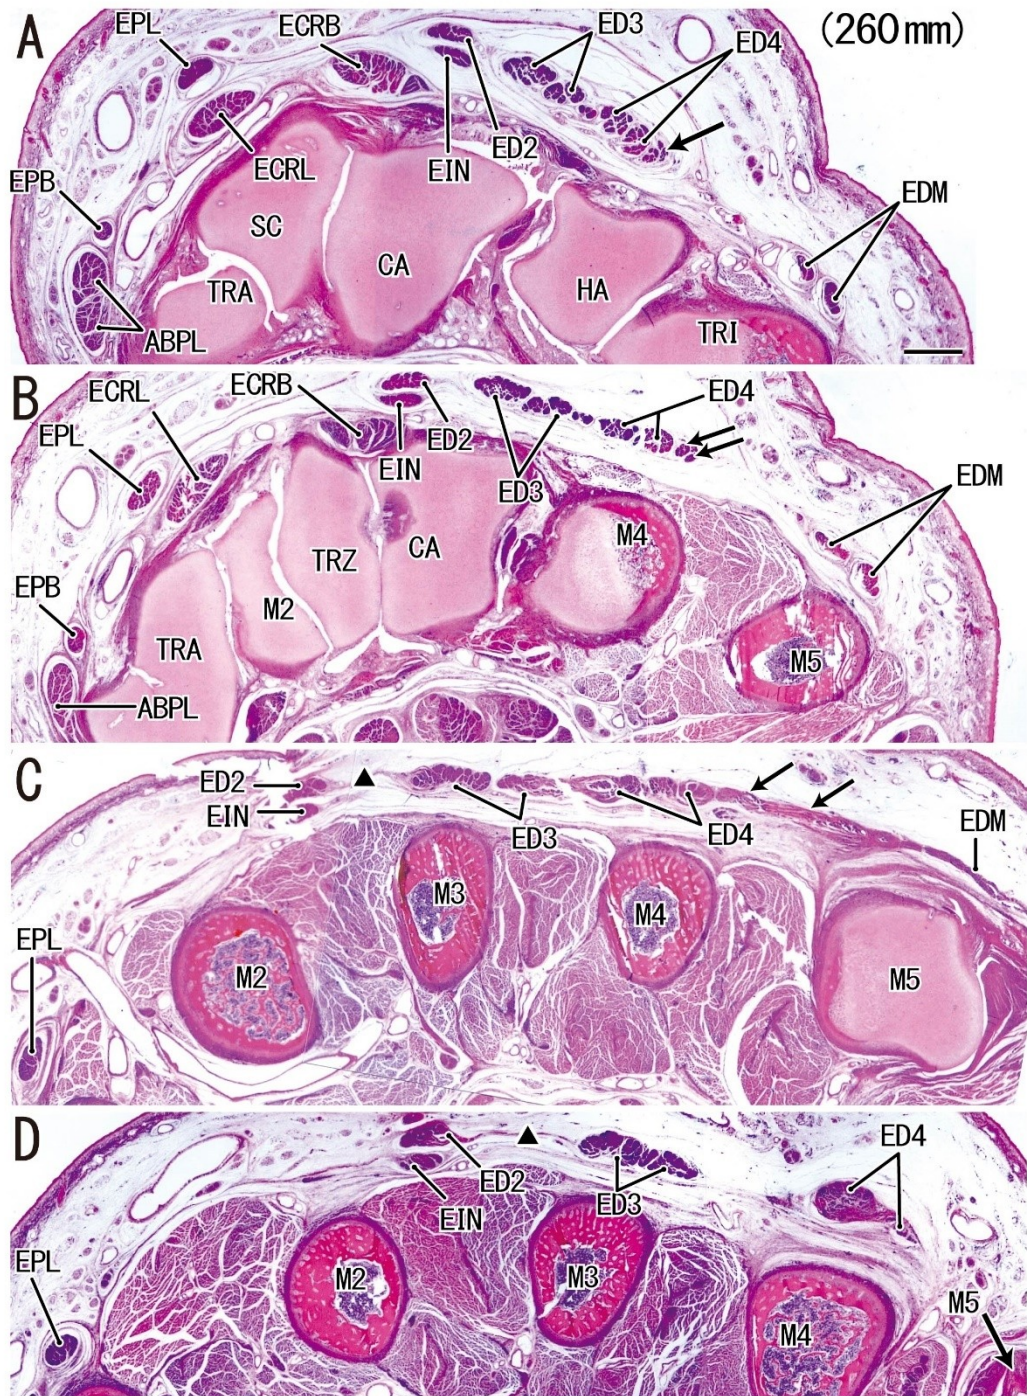 A EPL ECRB ED3 ED4 (260 mm)
ECRL EIN ED2
EPB SC CA HA EDM
TRA
ABPL TRI
B ECRL ECRB ED4
EPL EIN ED2 ED3 EDM
M4
TRZ CA
EPB M2
TRA M5
ABPL
C ED2
EIN ED3 ED4 EDM
M3 M4
EPL M2 M5
D ED4
ED2 ED3
EIN
EPL M2 M3 M5
M4